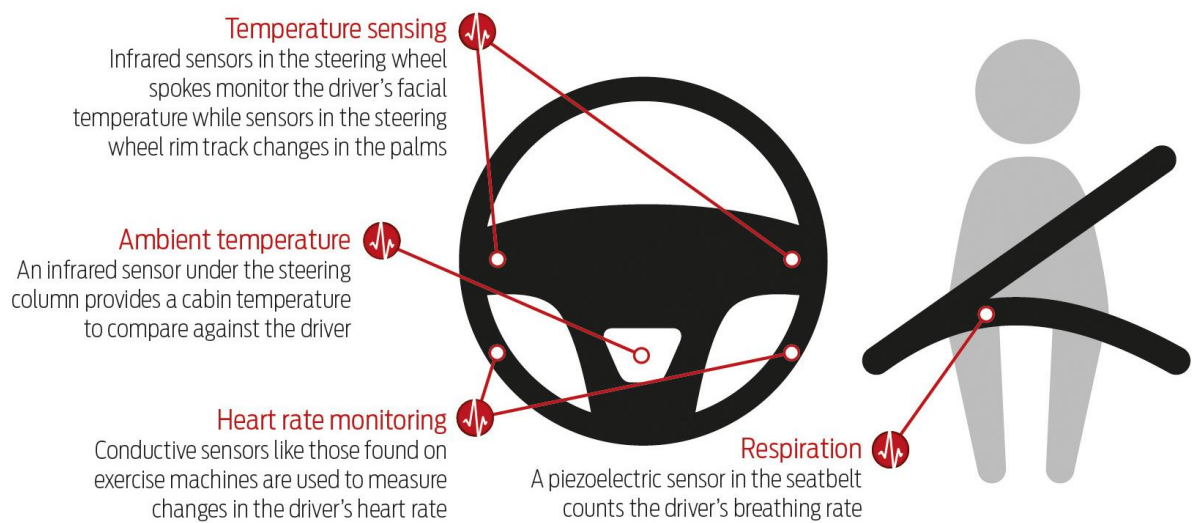 Temperature sensing
Infrared sensors in the steering wheel
spokes monitor the driver’s facial
temperature while sensors in the steering
wheel rim track changes in the palms
Ambient temperature
An infrared sensor under the steering
column provides a cabin temperature
to compare against the driver
Heart rate monitoring
Conductive sensors like those found on
exercise machines are used to measure
changes in the driver’s heart rate
Respiration
A piezoelectric sensor in the seatbelt
counts the driver’s breathing rate